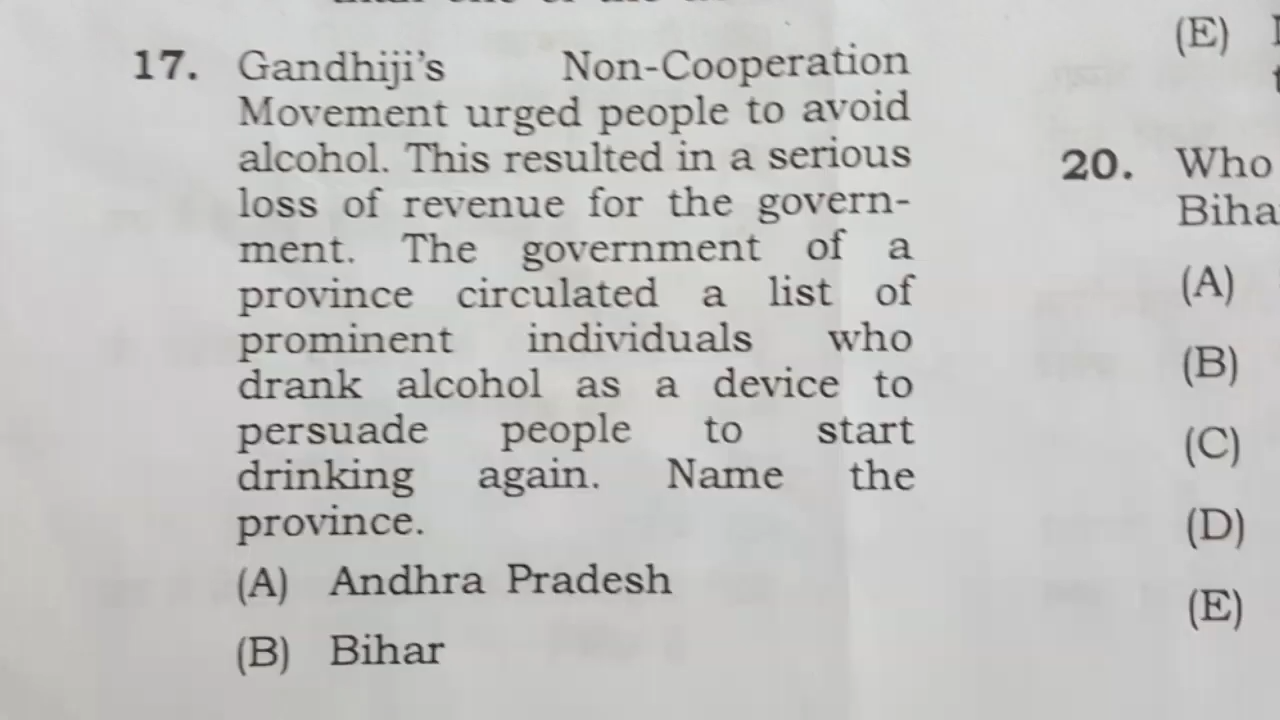 17. Gandhiji's Non-Cooperation
Movement urged people to avoid
alcohol. This resulted in a serious
loss of revenue for the govern-
ment. The government of a
province circulated a list of
prominent individuals who
drank alcohol as a device to
persuade people to start
drinking again. Name the
province.
(A) Andhra Pradesh
(B) Bihar
(E)
20. Who
Biha
(A)
(B)
(C)
(D)
(E)